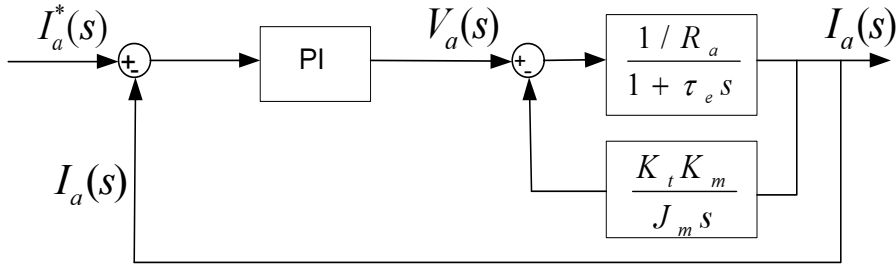 I*a(s)
+
-
PI
Va(s)
+
-
1 / Ra
1 + τe s
Ia(s)
Ia(s)
Kt Km
Jm s